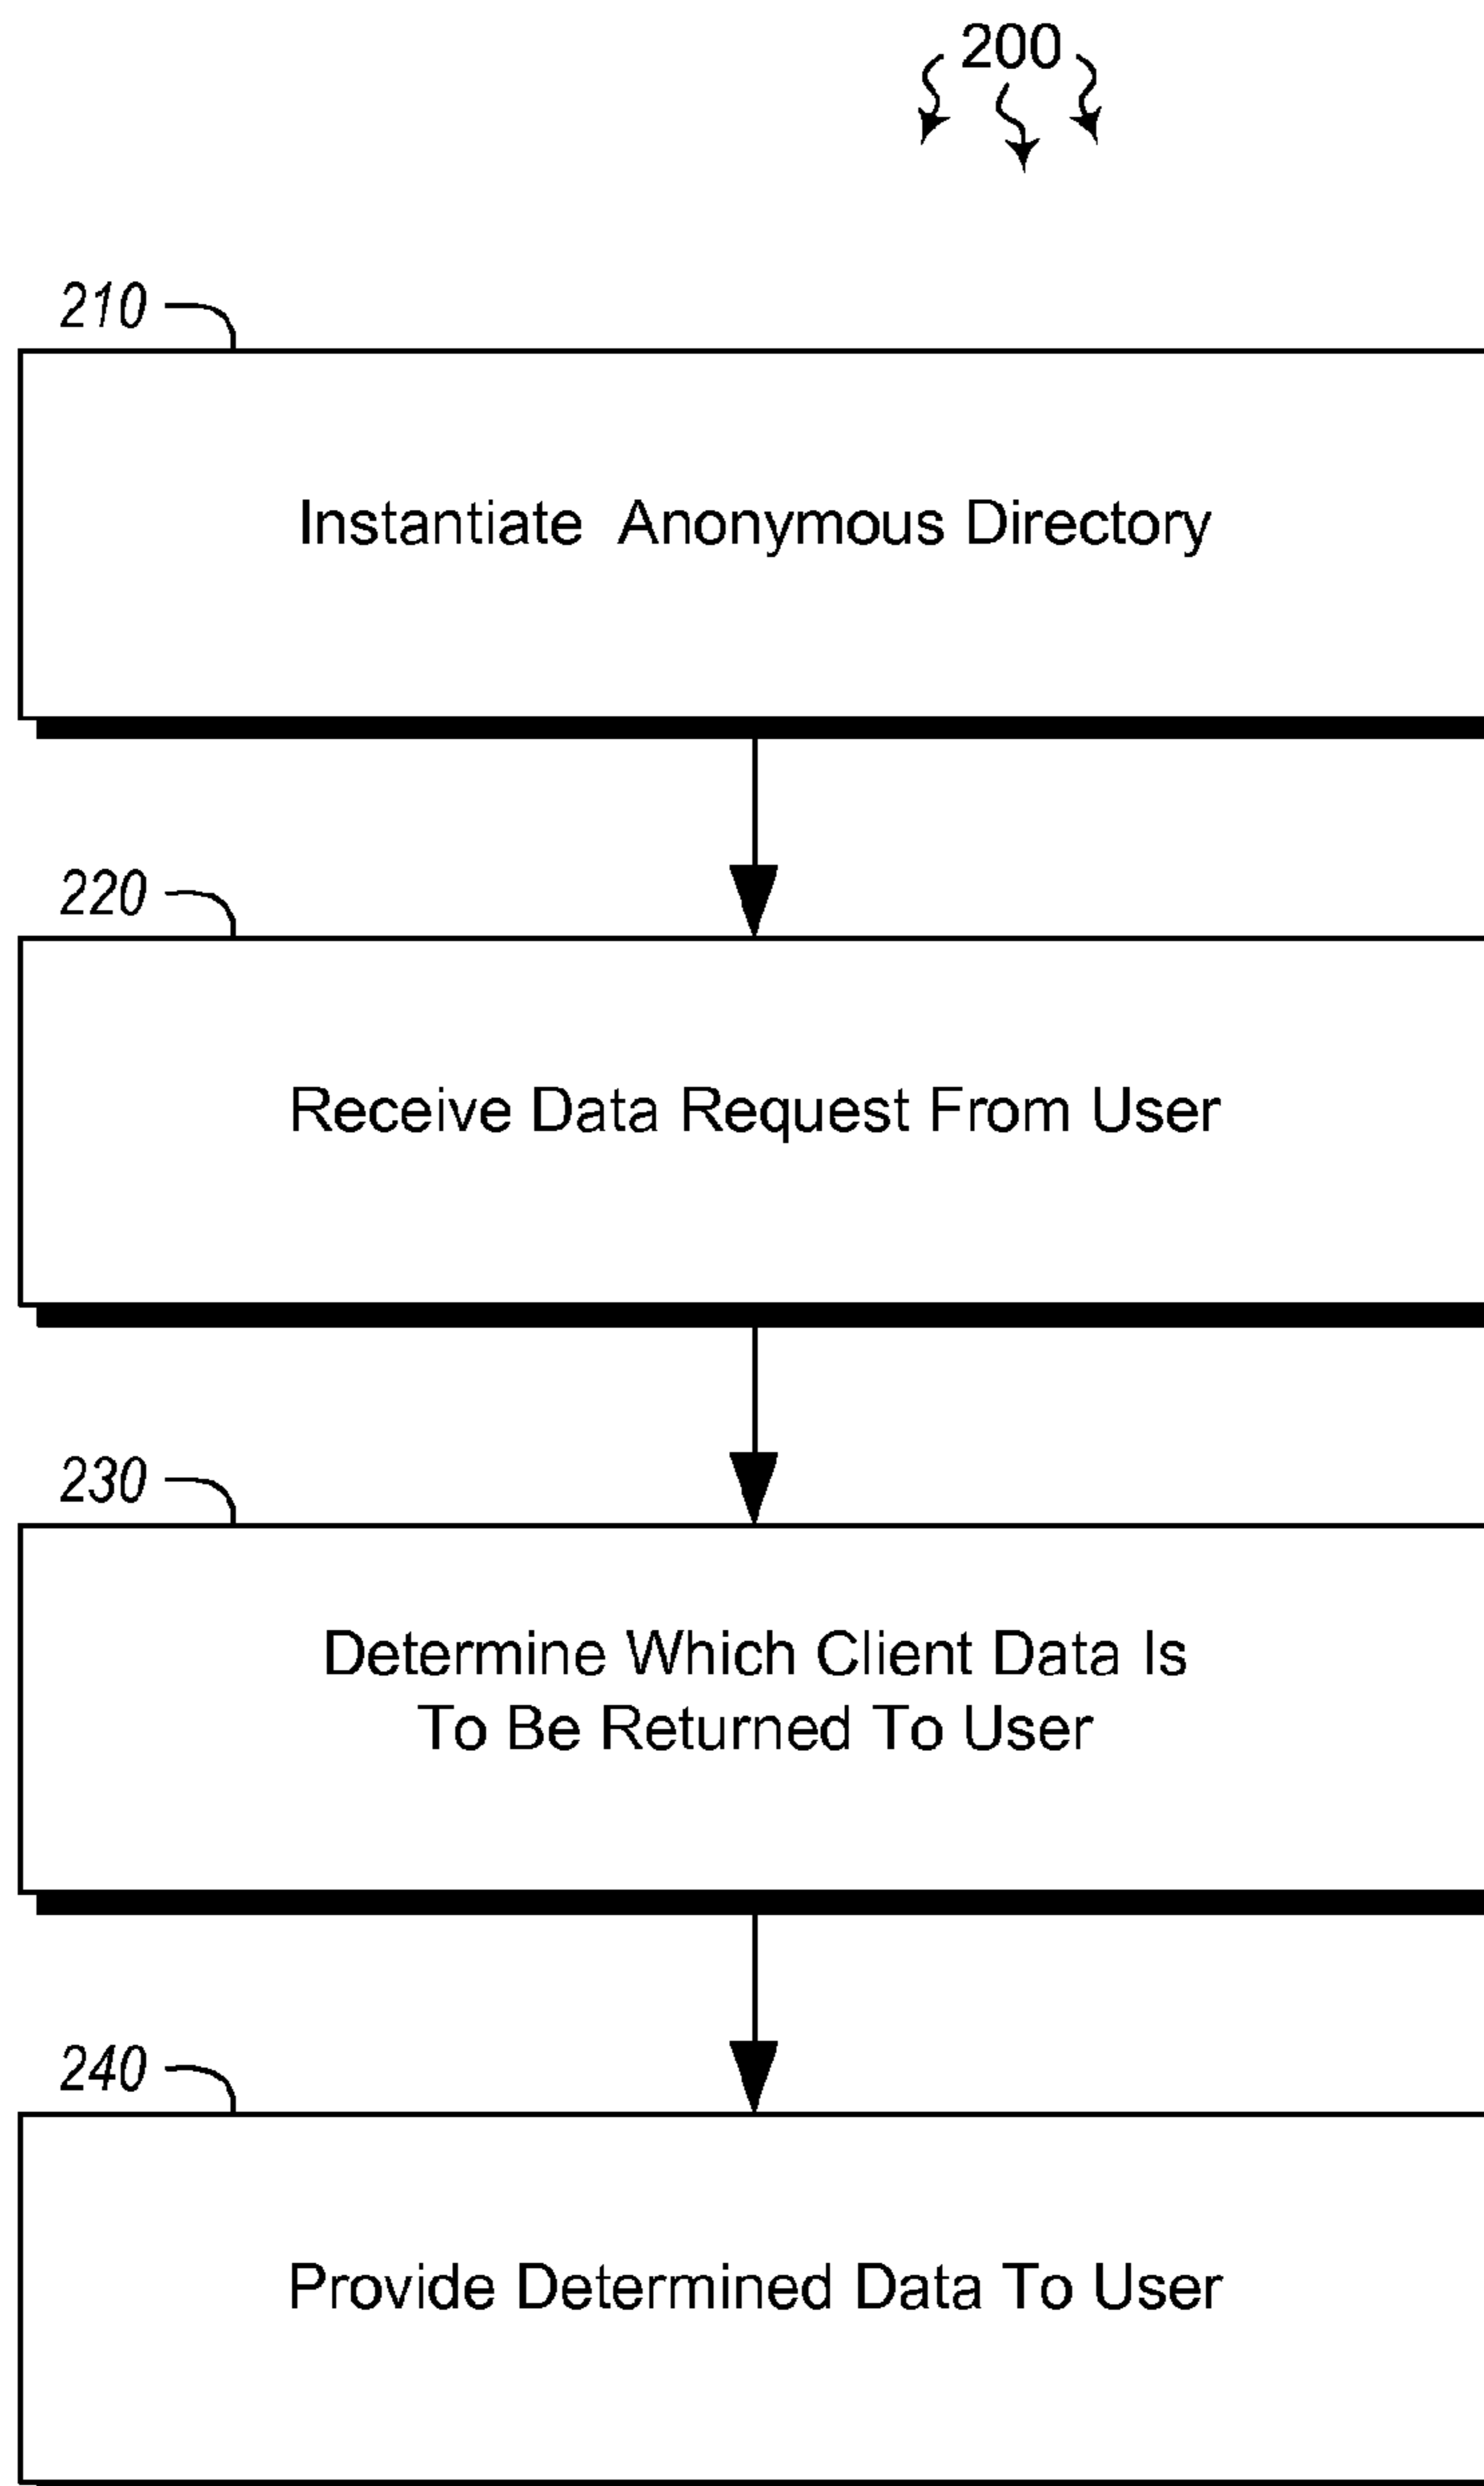 200
210
Instantiate Anonymous Directory
220
Receive Data Request From User
230
Determine Which Client Data Is
To Be Returned To User
240
Provide Determined Data To User